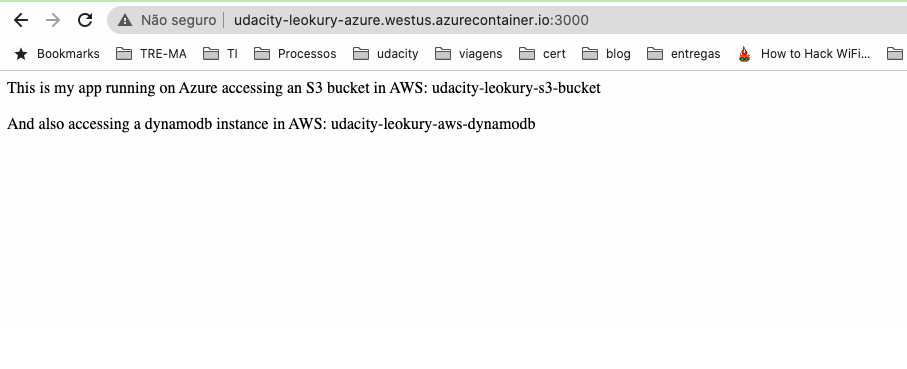 Não seguro udacity-leokury-azure.westus.azurecontainer.io:3000
Bookmarks TRE-MA TI Processos udacity viagens cert blog entregas How to Hack WiFi...
This is my app running on Azure accessing an S3 bucket in AWS: udacity-leokury-s3-bucket
And also accessing a dynamodb instance in AWS: udacity-leokury-aws-dynamodb